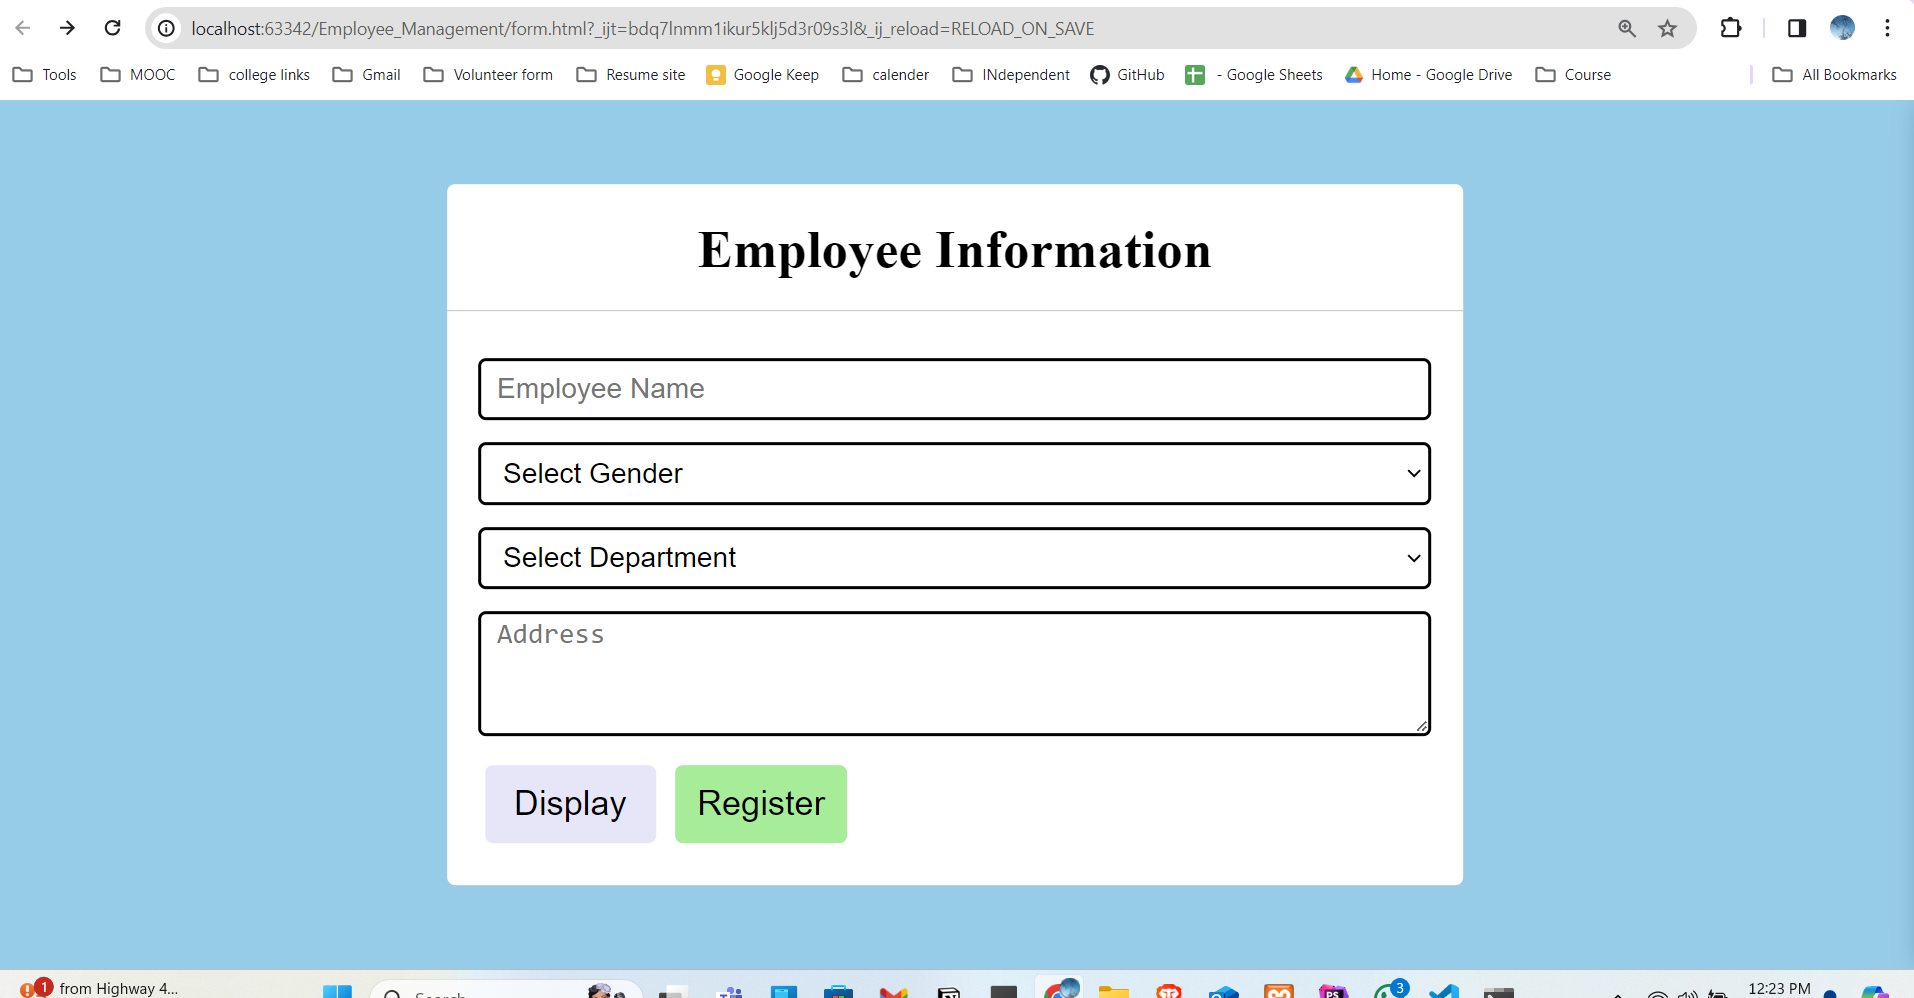 localhost:63342/Employee_Management/form.html?_ijt=bdq7lnmm1ikur5klj5d3r09s3l&_ij_reload=RELOAD_ON_SAVE
Tools MOOC college links Gmail Volunteer form Resume site Google Keep calender INdependent GitHub - Google Sheets Home - Google Drive Course All Bookmarks
Employee Information
Employee Name
Select Gender
Select Department
Address
Display Register
1 from Highway 4... Search PS 3 12:23 PM